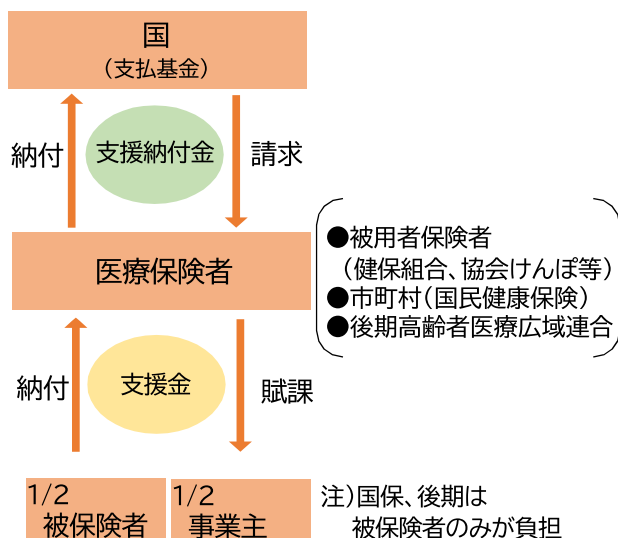 国
（支払基金）
納付
支援納付金
請求
医療保険者
●被用者保険者
（健保組合、協会けんぽ等）
●市町村（国民健康保険）
●後期高齢者医療広域連合
納付
支援金
賦課
1/2
被保険者
1/2
事業主
注）国保、後期は
被保険者のみが負担